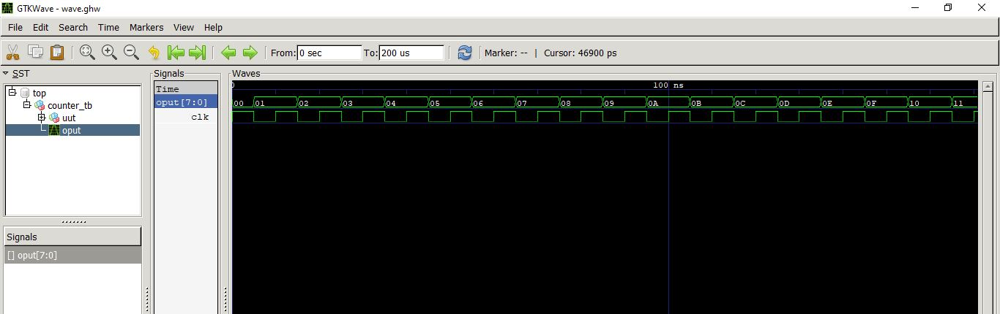 GTKWave - wave.ghw
File Edit Search Time Markers View Help
From: 0 sec To: 200 us Marker: -- | Cursor: 46900 ps
SST
top
counter_tb
uut
oput
Signals
[] oput[7:0]
Signals
Time
oput[7:0]
clk
Waves
0 100 ns
00 01 02 03 04 05 06 07 08 09 0A 0B 0C 0D 0E 0F 10 11